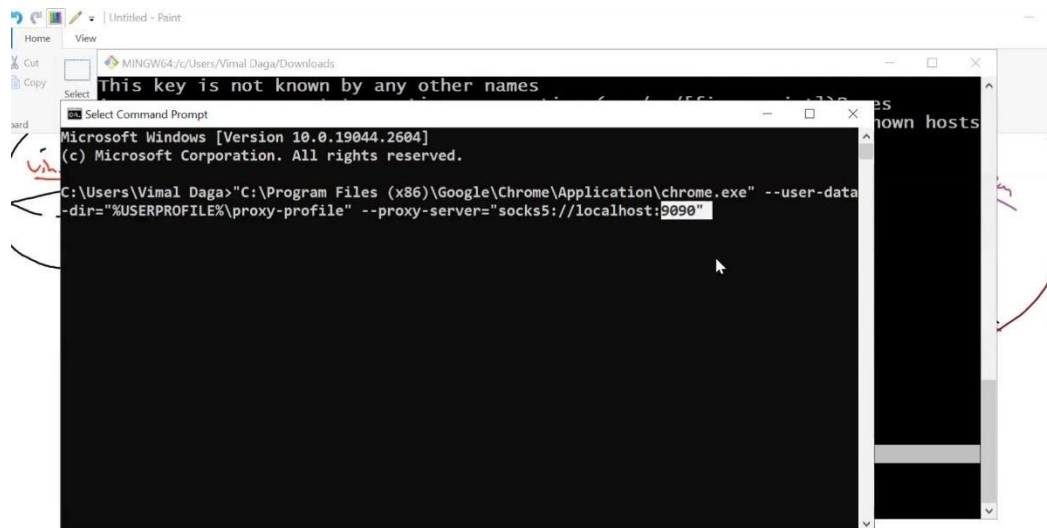 Untitled - Paint
Home View
Cut
Copy
Select
MINGW64:/c/Users/Vimal Daga/Downloads
This key is not known by any other names
nown hosts
Select Command Prompt
Microsoft Windows [Version 10.0.19044.2604]
(c) Microsoft Corporation. All rights reserved.
C:\Users\Vimal Daga>"C:\Program Files (x86)\Google\Chrome\Application\chrome.exe" --user-data
-dir="%USERPROFILE%\proxy-profile" --proxy-server="socks5://localhost:9090"